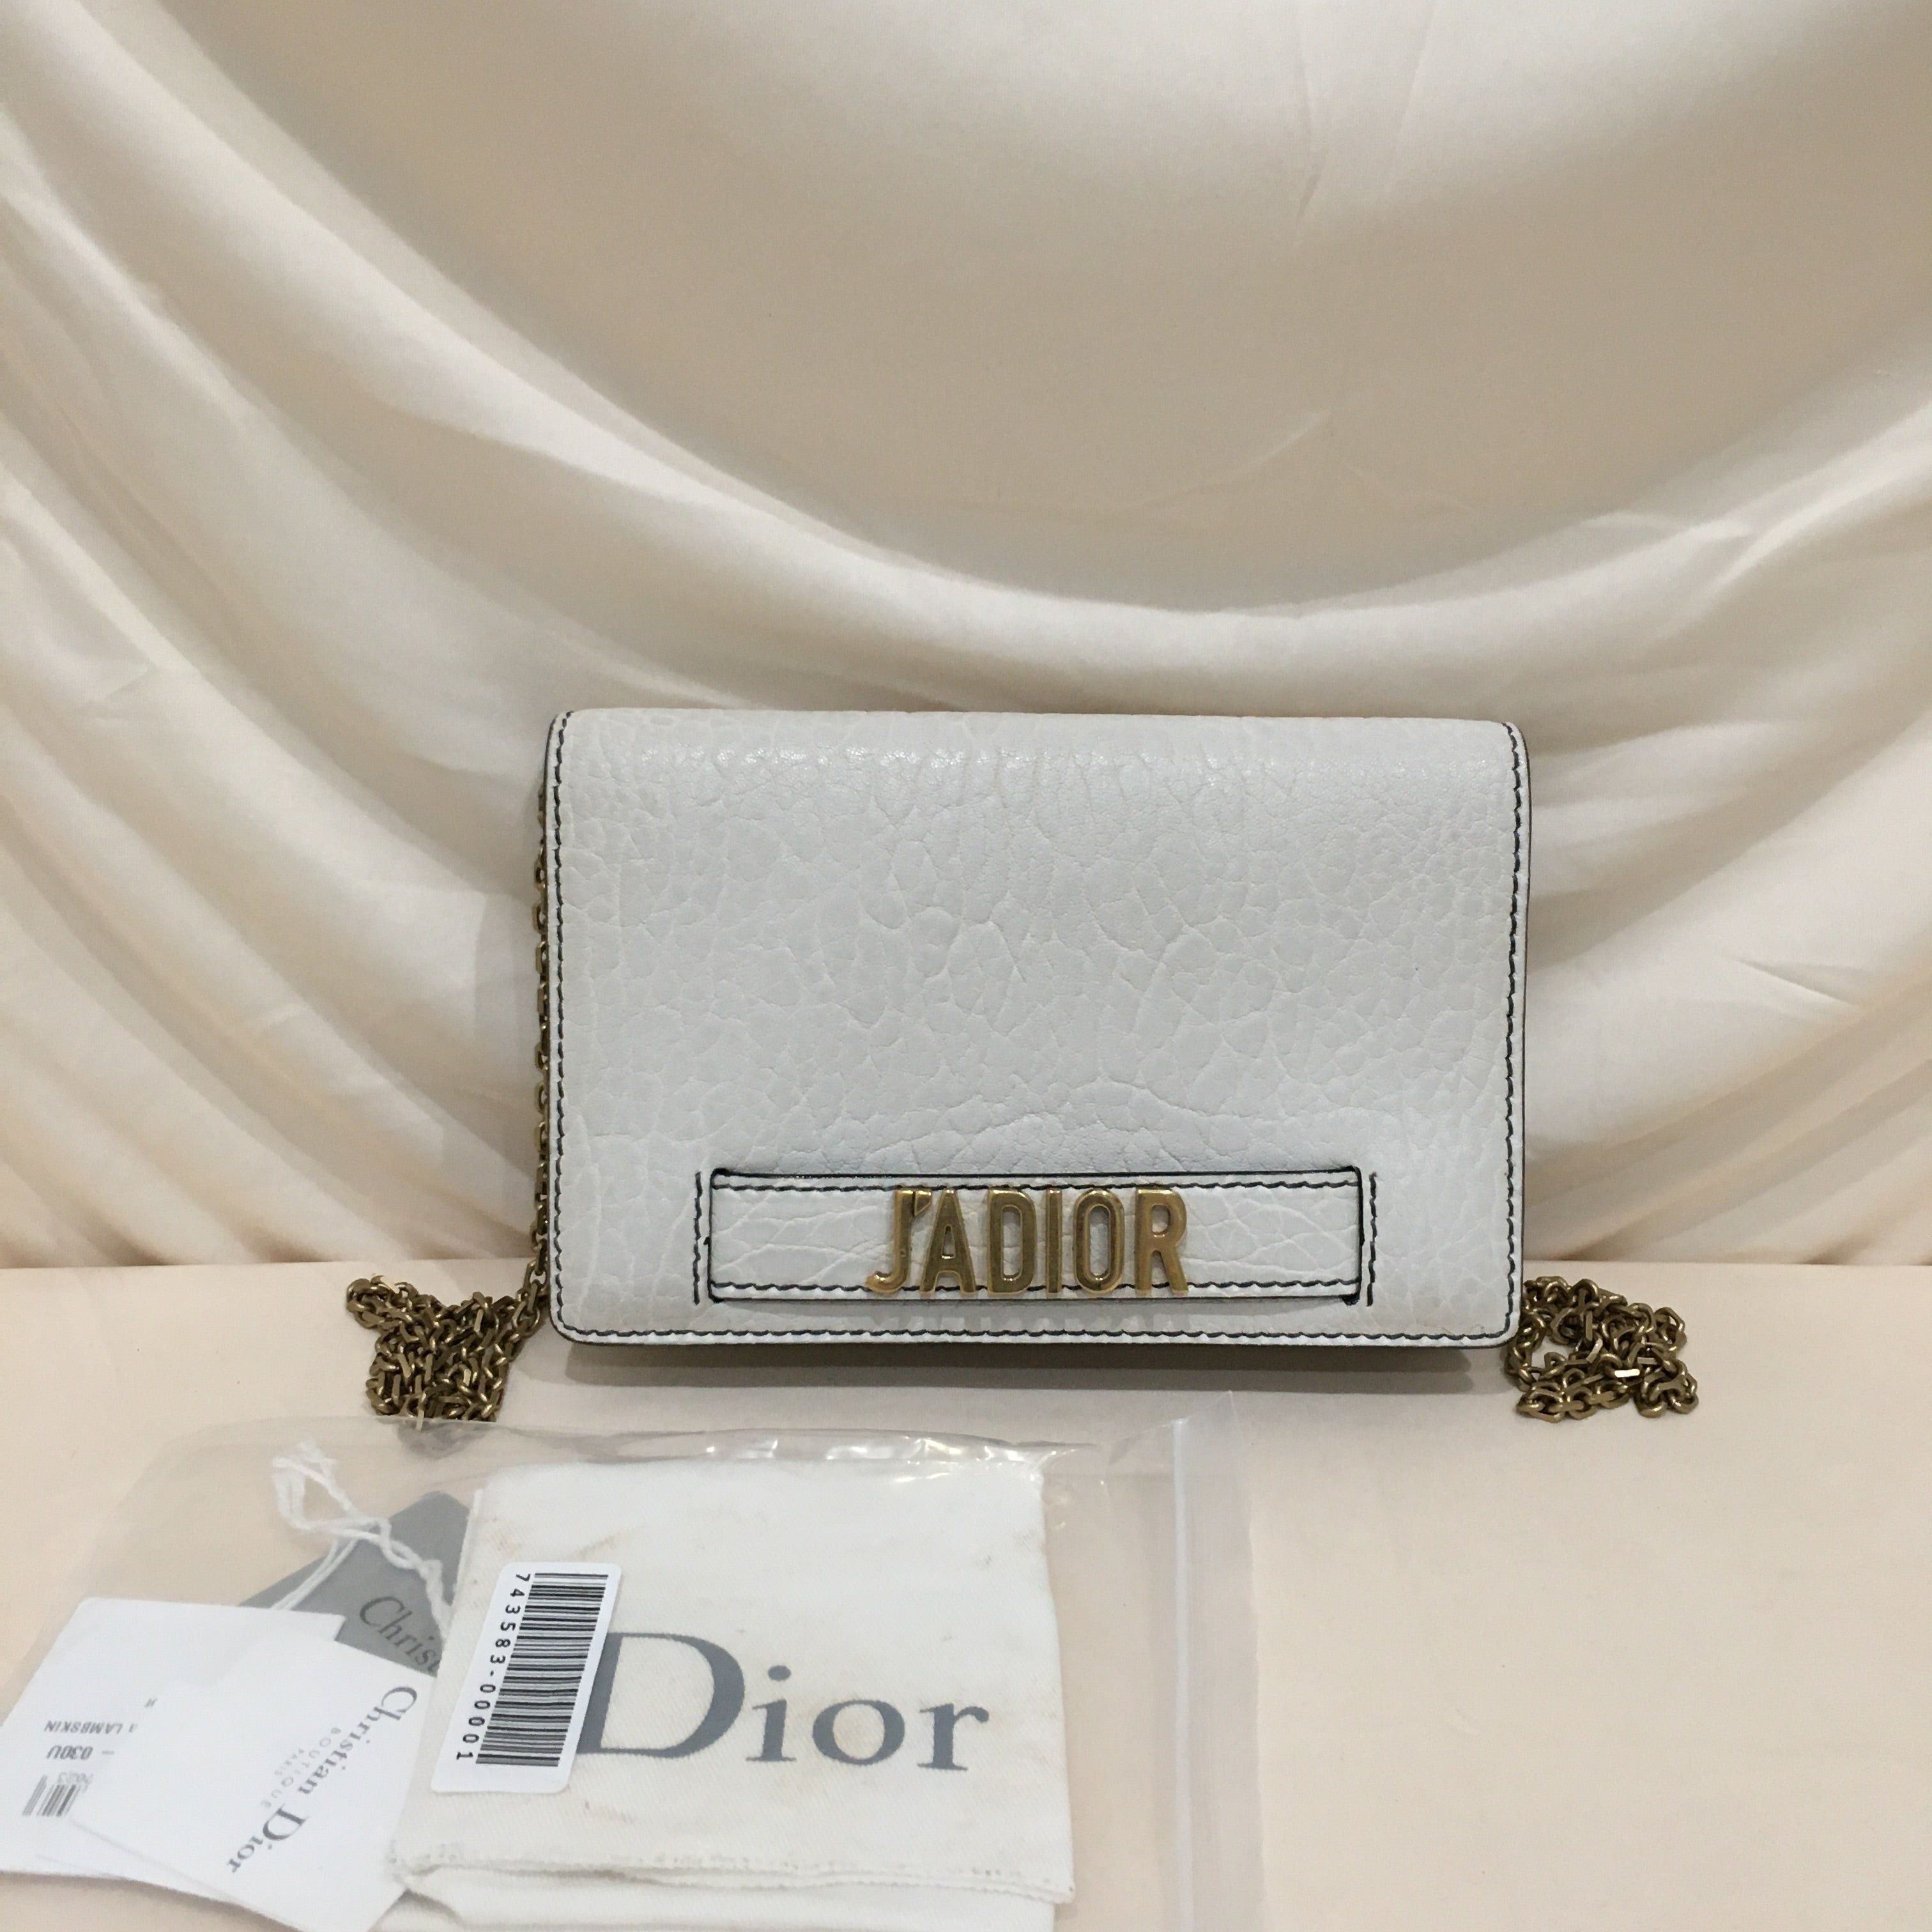 J'ADIOR
Christ
Christian Dior
BOUTIQUE
PARIS
LAMBSKIN
030U
743583-00001
Dior